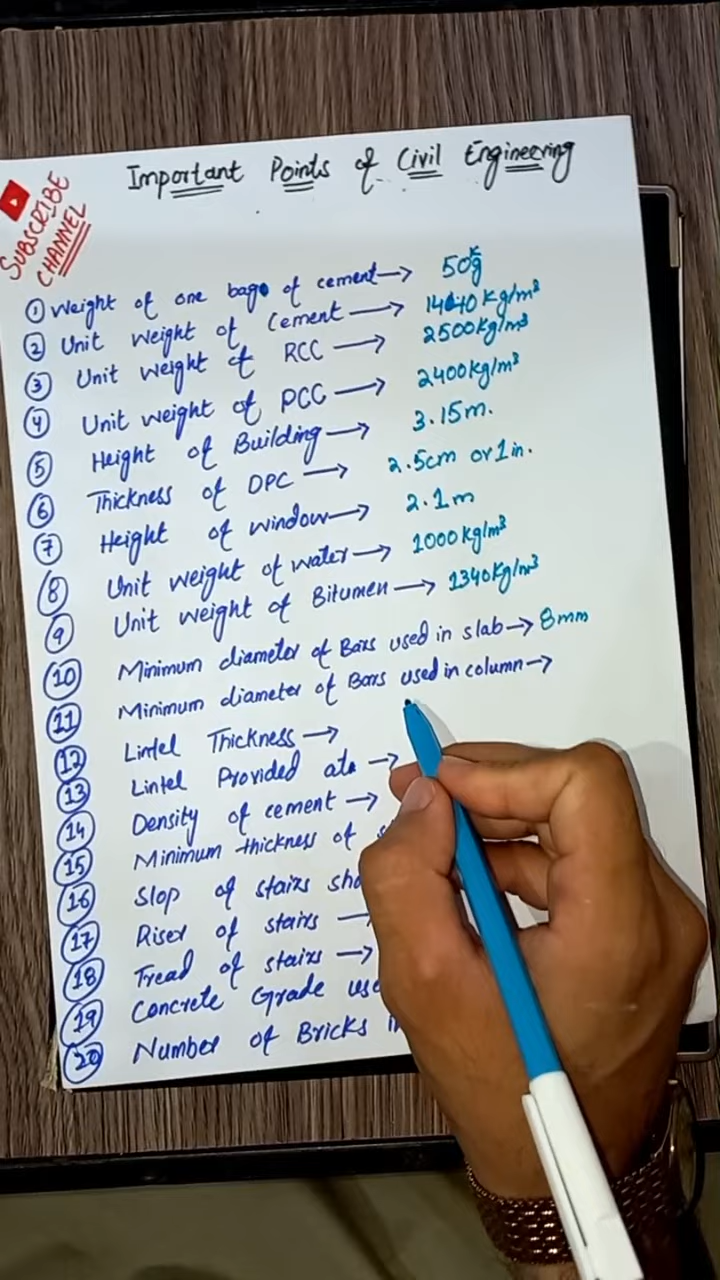 Important Points of Civil Engineering
SUBSCRIBE
CHANNEL
① Weight of one bag of cement → 50kg
② Unit weight of Cement → 1440 Kg/m³
③ Unit weight of RCC → 2500Kg/m³
④ Unit weight of PCC → 2400Kg/m³
⑤ Height of Building → 3.15m.
⑥ Thickness of DPC → 2.5cm or 1in.
⑦ Height of window → 2.1m
⑧ Unit weight of water → 1000kg/m³
⑨ Unit weight of Bitumen → 1340Kg/m³
⑩ Minimum diameter of Bars used in slab → 8mm
⑪ Minimum diameter of Bars used in column →
⑫ Lintel Thickness →
⑬ Lintel Provided at →
⑭ Density of cement →
⑮ Minimum thickness of
⑯ Slop of stairs
⑰ Riser of stairs
⑱ Tread of stairs →
⑲ Concrete Grade
⑳ Number of Bricks